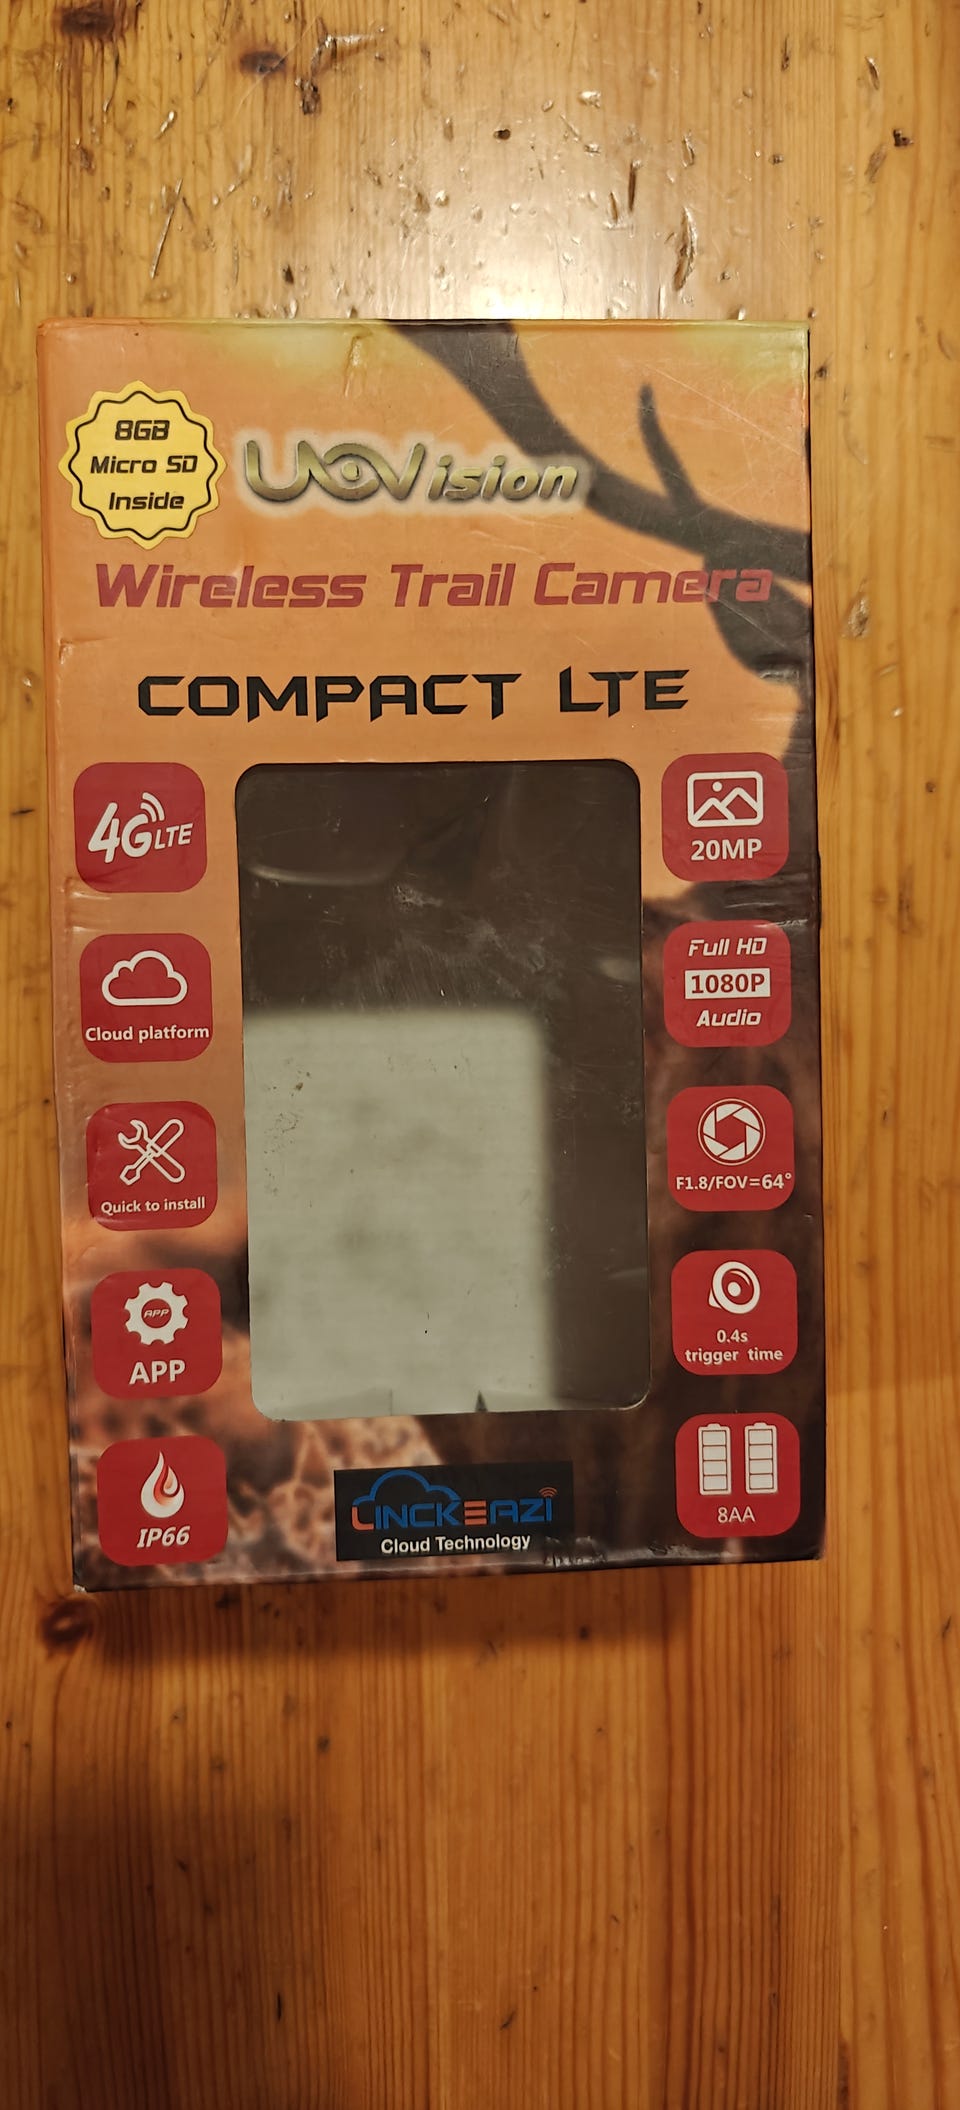 8GB
Micro SD
Inside
UOVision
Wireless Trail Camera
COMPACT LTE
4G LTE
Cloud platform
Quick to install
APP
APP
IP66
20MP
Full HD
1080P
Audio
F1.8/FOV=64°
0.4s
trigger time
8AA
LINCKEAZI
Cloud Technology